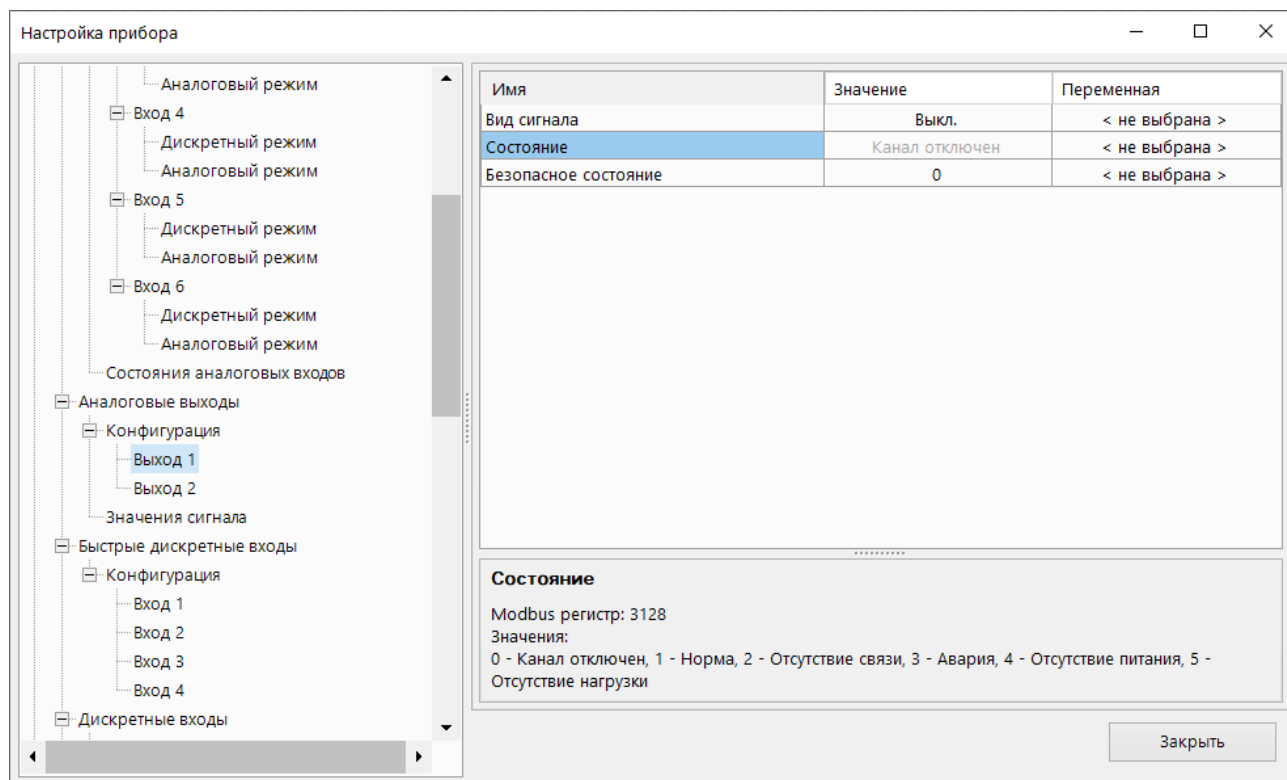 Настройка прибора
Аналоговый режим
Вход 4
Дискретный режим
Аналоговый режим
Вход 5
Дискретный режим
Аналоговый режим
Вход 6
Дискретный режим
Аналоговый режим
Состояния аналоговых входов
Аналоговые выходы
Конфигурация
Выход 1
Выход 2
Значения сигнала
Быстрые дискретные входы
Конфигурация
Вход 1
Вход 2
Вход 3
Вход 4
Дискретные входы
Имя Значение Переменная
Вид сигнала Выкл. < не выбрана >
Состояние Канал отключен < не выбрана >
Безопасное состояние 0 < не выбрана >
Состояние
Modbus регистр: 3128
Значения:
0 - Канал отключен, 1 - Норма, 2 - Отсутствие связи, 3 - Авария, 4 - Отсутствие питания, 5 -
Отсутствие нагрузки
Закрыть